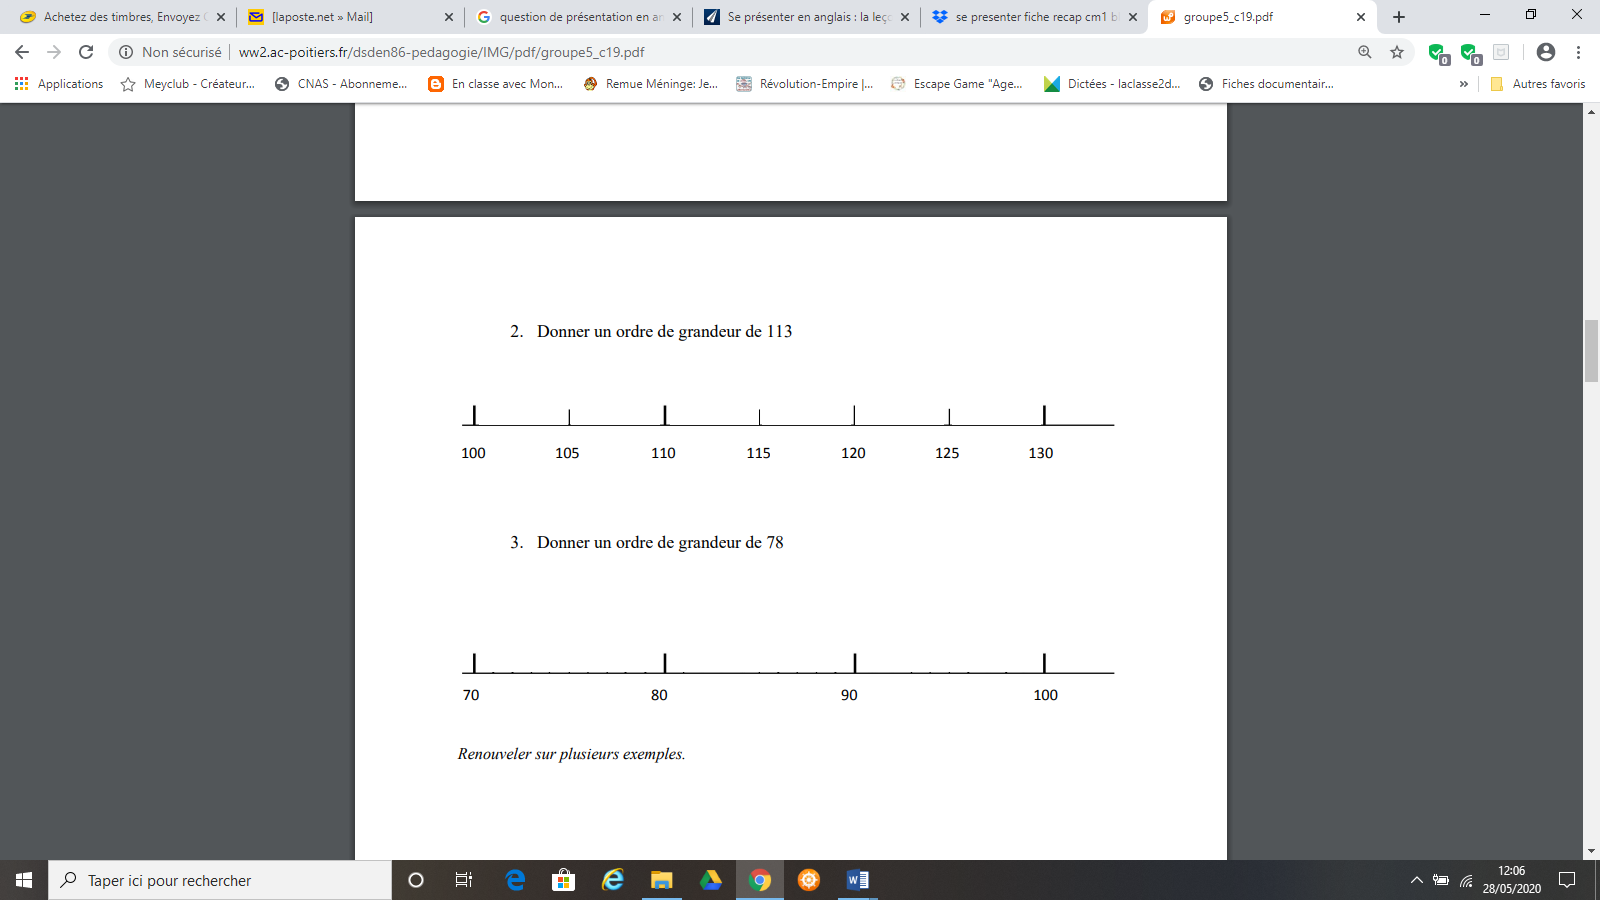 Achetez des timbres, Envoyez
[laposte.net » Mail]
question de présentation en an
Se présenter en anglais : la leço
se presenter fiche recap cm1 b
groupe5_c19.pdf
Non sécurisé ww2.ac-poitiers.fr/dsden86-pedagogie/IMG/pdf/groupe5_c19.pdf
0 0
Applications Meyclub - Créateur... CNAS - Abonneme... En classe avec Mon... Remue Méninge: Je... Révolution-Empire |... Escape Game "Age... Dictées - laclasse2d... Fiches documentair... » Autres favoris
2. Donner un ordre de grandeur de 113
100 105 110 115 120 125 130
3. Donner un ordre de grandeur de 78
70 80 90 100
Renouveler sur plusieurs exemples.
Taper ici pour rechercher
12:06
28/05/2020